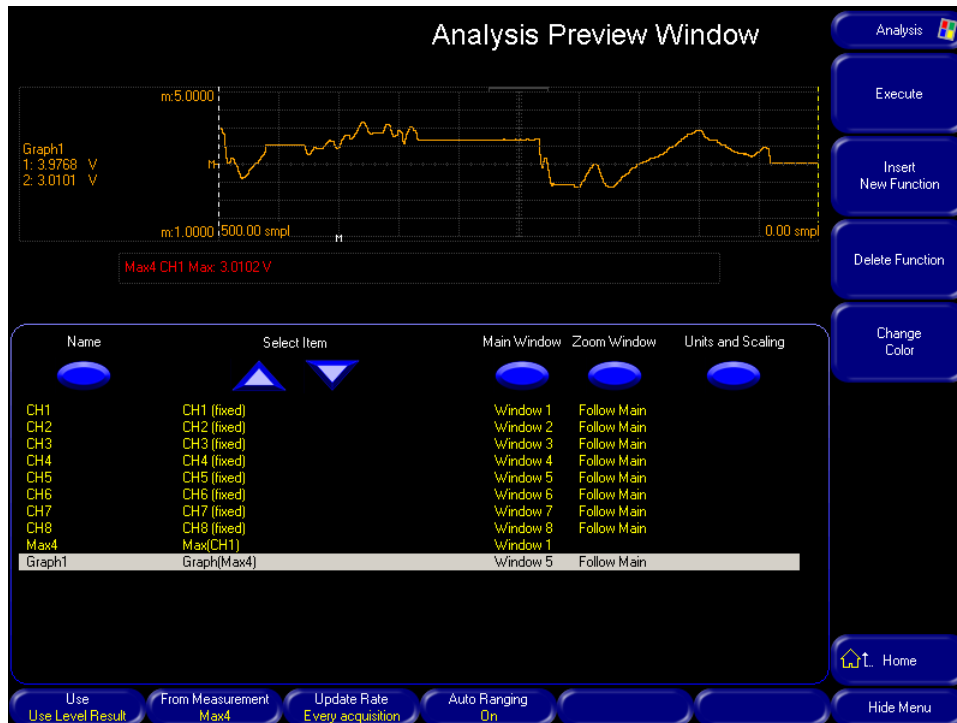 Analysis Preview Window
Analysis
m:5.0000
Graph1
1: 3.9768 V
2: 3.0101 V
M
m:1.0000 500.00 smpl
M
0.00 smpl
Max4 CH1 Max: 3.0102 V
Execute
Insert
New Function
Delete Function
Change
Color
Name Select Item Main Window Zoom Window Units and Scaling
CH1 CH1 (fixed) Window 1 Follow Main
CH2 CH2 (fixed) Window 2 Follow Main
CH3 CH3 (fixed) Window 3 Follow Main
CH4 CH4 (fixed) Window 4 Follow Main
CH5 CH6 (fixed) Window 5 Follow Main
CH6 CH6 (fixed) Window 6 Follow Main
CH7 CH7 (fixed) Window 7 Follow Main
CH8 CH8 (fixed) Window 8 Follow Main
Max4 Max(CH1) Window 1
Graph1 Graph(Max4) Window 5 Follow Main
Home
Use
Use Level Result
From Measurement
Max4
Update Rate
Every acquisition
Auto Ranging
On
Hide Menu